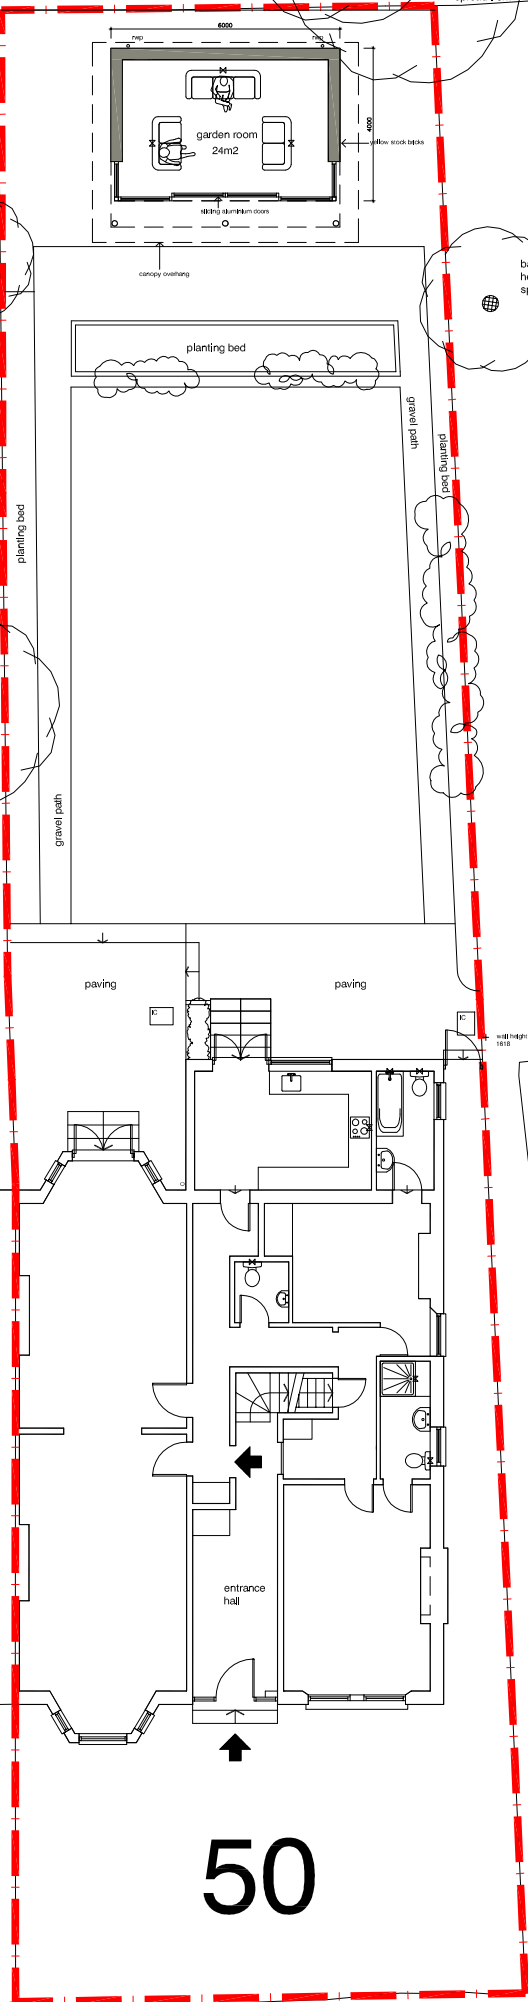 6000
rwp
rwp
4000
garden room
24m2
yellow stock bricks
sliding aluminium doors
canopy overhang
planting bed
gravel path
planting bed
planting bed
gravel path
paving
paving
IC
IC
wall height
1618
entrance
hall
50